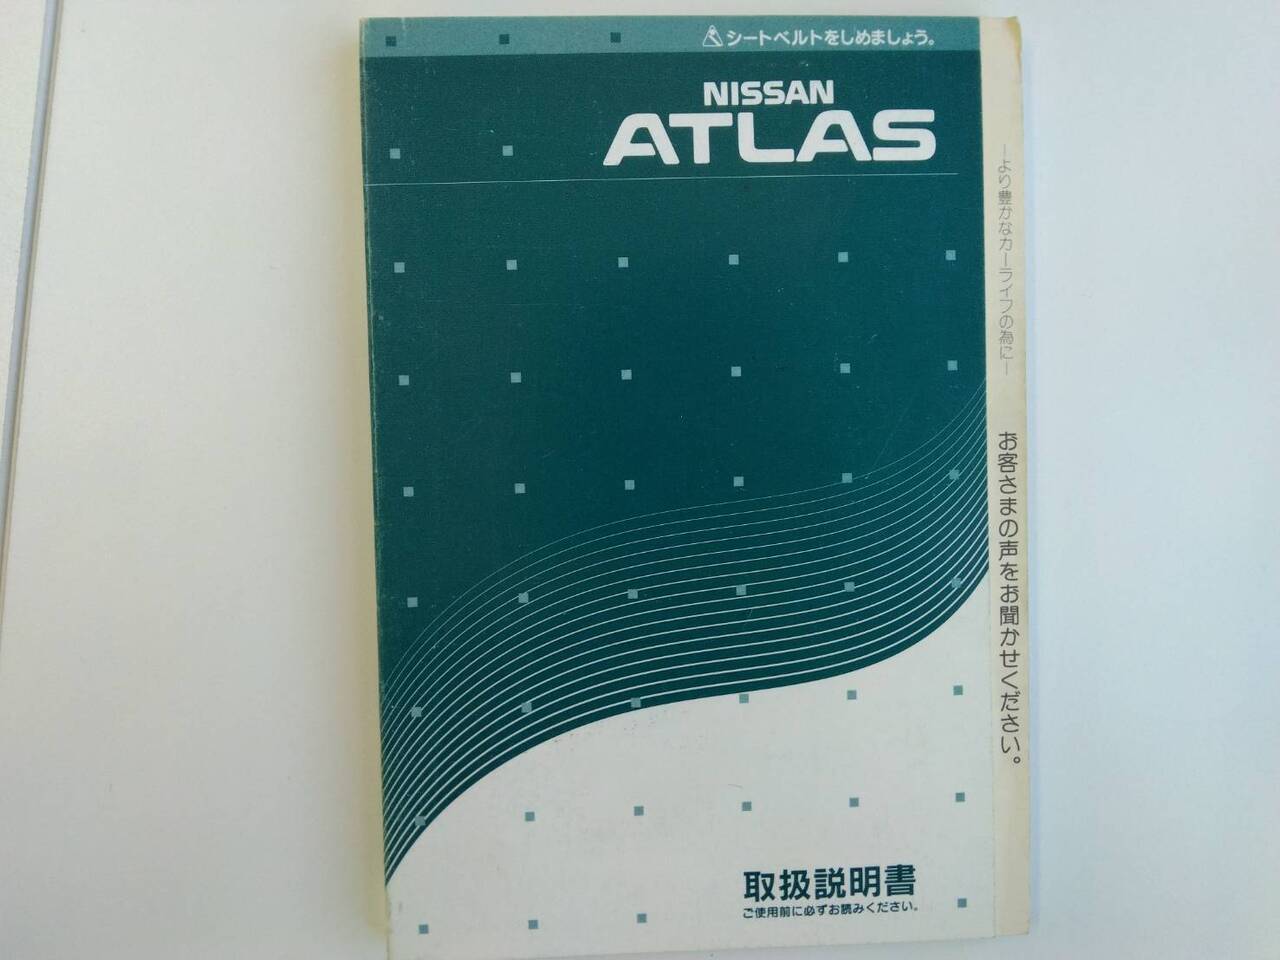 シートベルトをしめましょう。
NISSAN
ATLAS
―より豊かなカーライフの為に―
お客さまの声をお聞かせください。
取扱説明書
ご使用前に必ずお読みください。